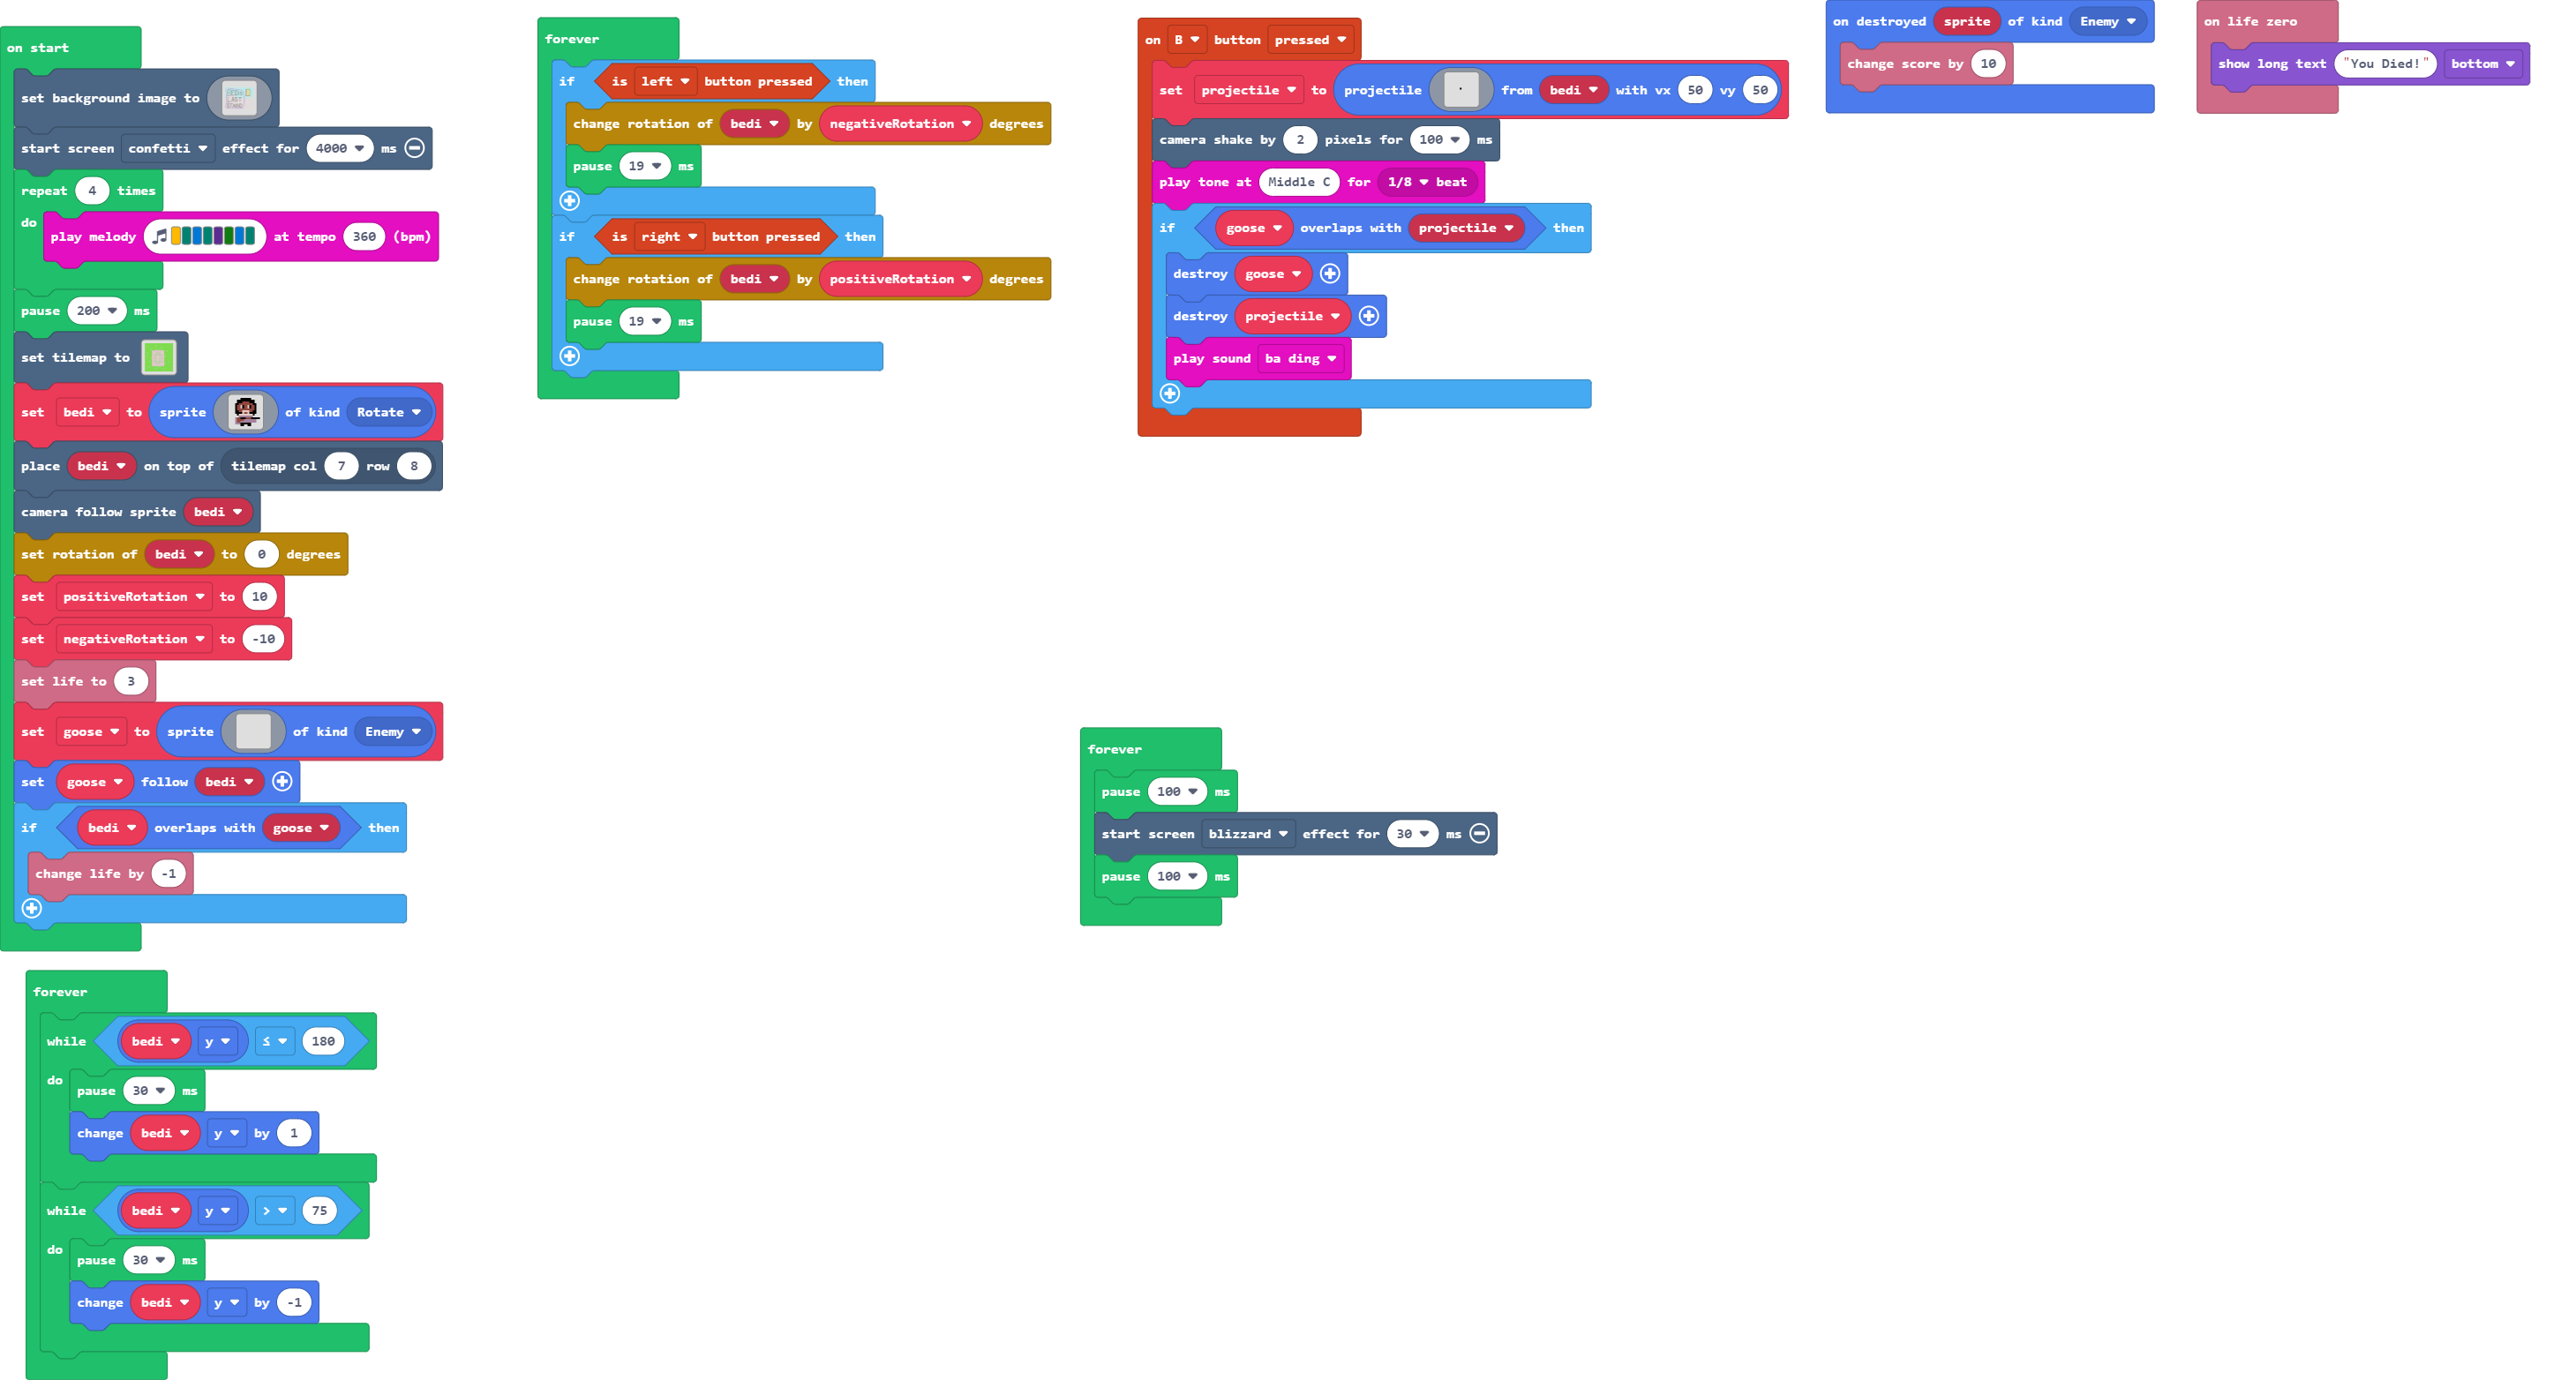 on start
set background image to
start screen confetti effect for 4000 ms
repeat 4 times
do
play melody at tempo 360 (bpm)
pause 200 ms
set tilemap to
set bedi to sprite of kind Rotate
place bedi on top of tilemap col 7 row 8
camera follow sprite bedi
set rotation of bedi to 0 degrees
set positiveRotation to 10
set negativeRotation to -10
set life to 3
set goose to sprite of kind Enemy
set goose follow bedi
if bedi overlaps with goose then
change life by -1
forever
while bedi y ≤ 180
do
pause 30 ms
change bedi y by 1
while bedi y > 75
do
pause 30 ms
change bedi y by -1
forever
if is left button pressed then
change rotation of bedi by negativeRotation degrees
pause 19 ms
if is right button pressed then
change rotation of bedi by positiveRotation degrees
pause 19 ms
on B button pressed
set projectile to projectile from bedi with vx 50 vy 50
camera shake by 2 pixels for 100 ms
play tone at Middle C for 1/8 beat
if goose overlaps with projectile then
destroy goose
destroy projectile
play sound ba ding
forever
pause 100 ms
start screen blizzard effect for 30 ms
pause 100 ms
on destroyed sprite of kind Enemy
change score by 10
on life zero
show long text "You Died!" bottom